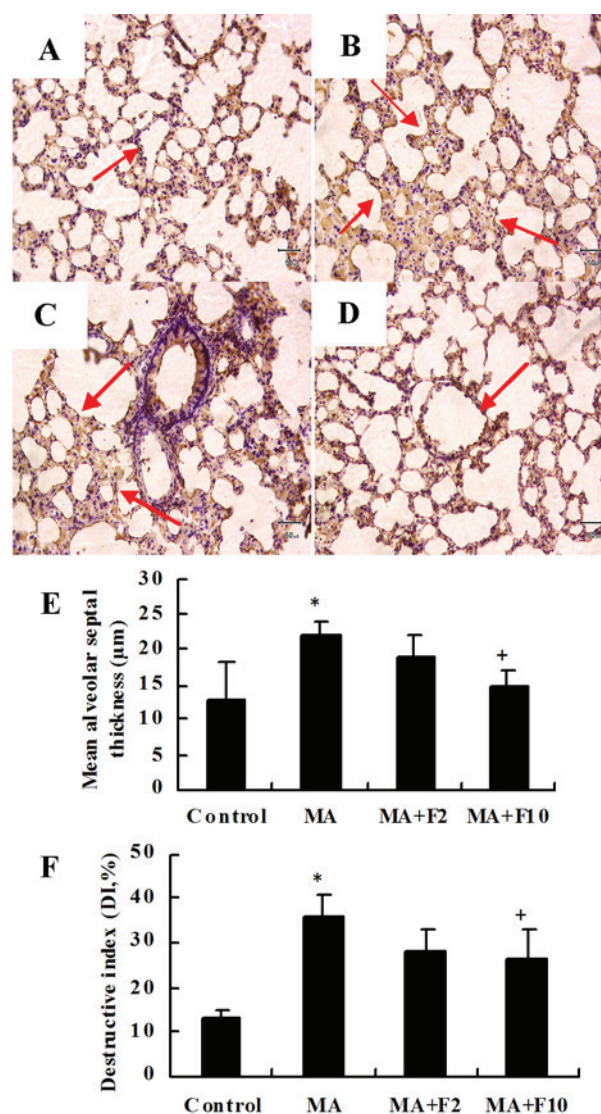 A
B
C
D
E
Mean alveolar septal
thickness (µm)
30
25
20
15
10
5
0
*
+
Control MA MA+F2 MA+F10
F
Destructive index (DI,%)
50
40
30
20
10
0
*
+
Control MA MA+F2 MA+F10